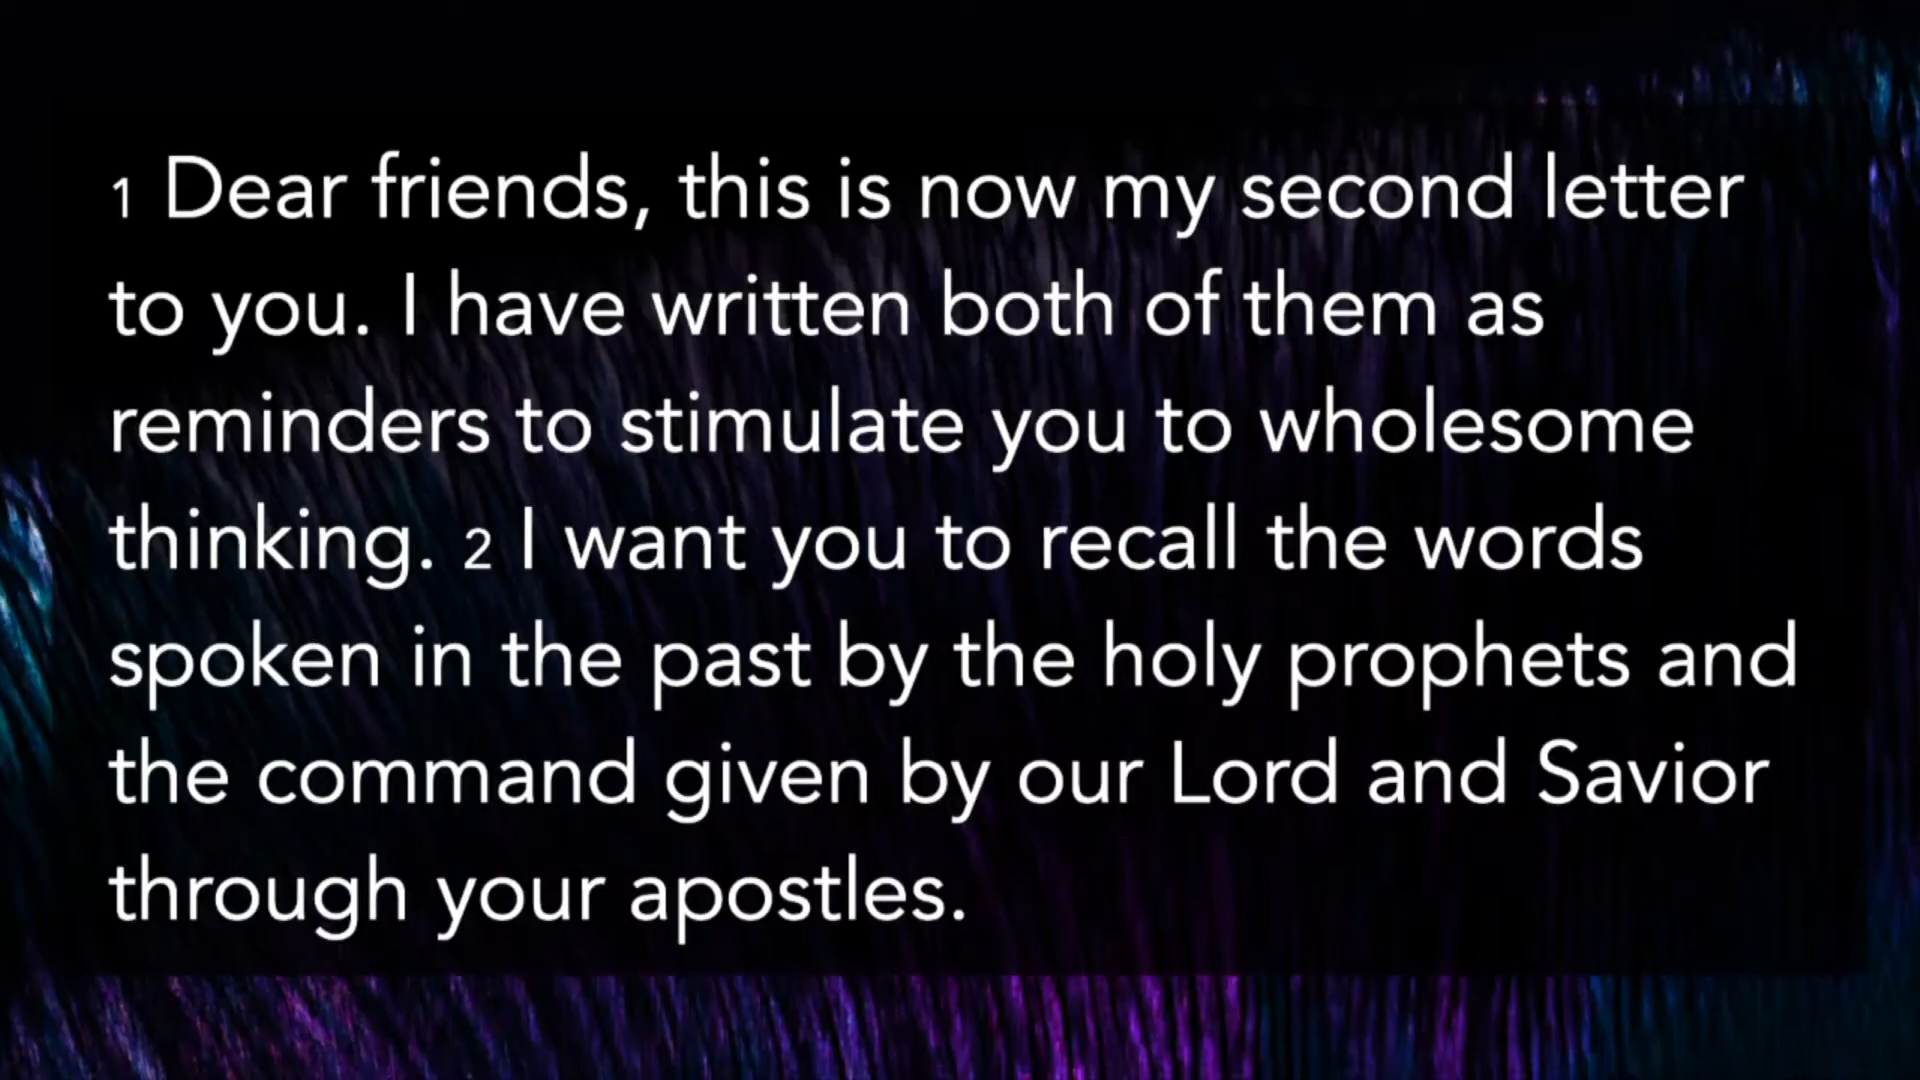 1 Dear friends, this is now my second letter
to you. I have written both of them as
reminders to stimulate you to wholesome
thinking. 2 I want you to recall the words
spoken in the past by the holy prophets and
the command given by our Lord and Savior
through your apostles.